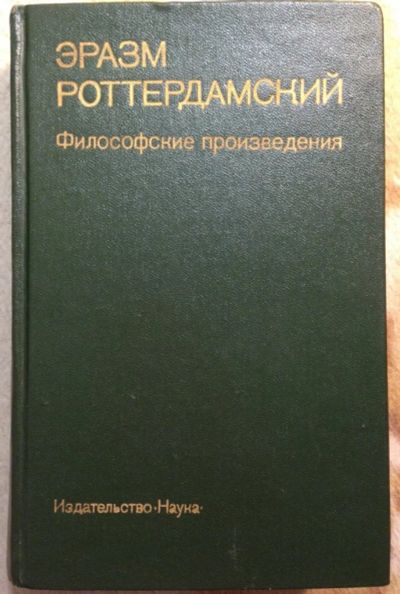 ЭРАЗМ
РОТТЕРДАМСКИЙ
Философские произведения
Издательство·Наука·